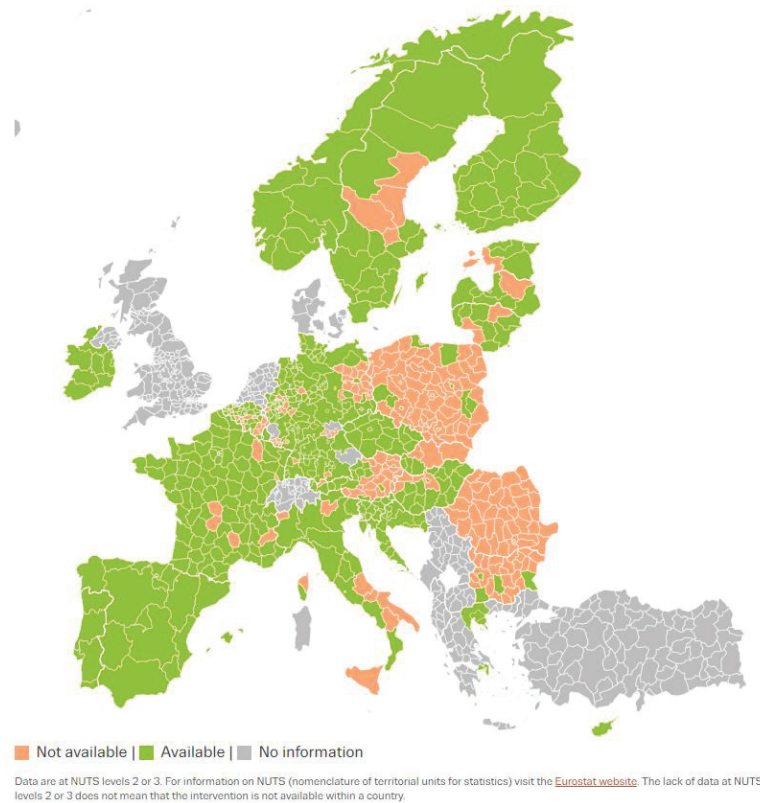 Not available | Available | No information
Data are at NUTS levels 2 or 3. For information on NUTS (nomenclature of territorial units for statistics) visit the Eurostat website. The lack of data at NUTS
levels 2 or 3 does not mean that the intervention is not available within a country.